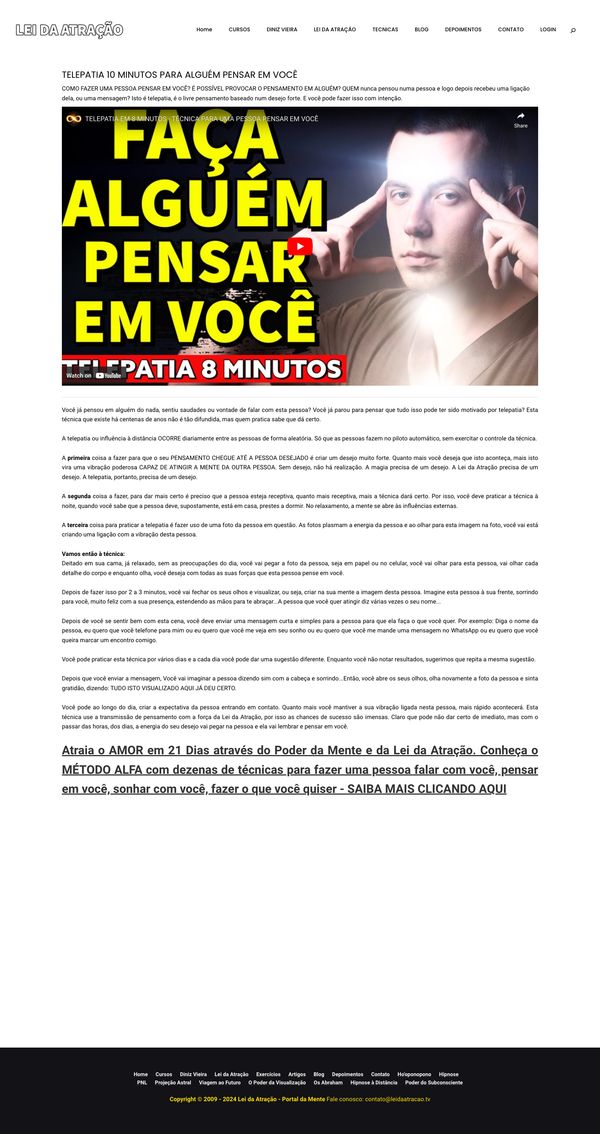 LEI DA ATRAÇÃO
Home CURSOS DINIZ VIEIRA LEI DA ATRAÇÃO TECNICAS BLOG DEPOIMENTOS CONTATO LOGIN
TELEPATIA 10 MINUTOS PARA ALGUÉM PENSAR EM VOCÊ
COMO FAZER UMA PESSOA PENSAR EM VOCÊ? É POSSÍVEL PROVOCAR O PENSAMENTO EM ALGUÉM? QUEM nunca pensou numa pessoa e logo depois recebeu uma ligação
dela, ou uma mensagem? Isto é telepatia, é o livre pensamento baseado num desejo forte. E você pode fazer isso com intenção.
TELEPATIA EM 8 MINUTOS - TÉCNICA PARA UMA PESSOA PENSAR EM VOCÊ
Share
FAÇA
ALGUÉM
PENSAR
EM VOCÊ
TELEPATIA 8 MINUTOS
Watch on YouTube
Você já pensou em alguém do nada, sentiu saudades ou vontade de falar com esta pessoa? Você já parou para pensar que tudo isso pode ter sido motivado por telepatia? Esta
técnica que existe há centenas de anos não é tão difundida, mas quem pratica sabe que dá certo.
A telepatia ou influência à distância OCORRE diariamente entre as pessoas de forma aleatória. Só que as pessoas fazem no piloto automático, sem exercitar o controle da técnica.
A primeira coisa a fazer para que o seu PENSAMENTO CHEGUE ATÉ A PESSOA DESEJADO é criar um desejo muito forte. Quanto mais você deseja que isto aconteça, mais isto
vira uma vibração poderosa CAPAZ DE ATINGIR A MENTE DA OUTRA PESSOA. Sem desejo, não há realização. A magia precisa de um desejo. A Lei da Atração precisa de um
desejo. A telepatia, portanto, precisa de um desejo.
A segunda coisa a fazer, para dar mais certo é preciso que a pessoa esteja receptiva, quanto mais receptiva, mais a técnica dará certo. Por isso, você deve praticar a técnica à
noite, quando você sabe que a pessoa deve, supostamente, está em casa, prestes a dormir. No relaxamento, a mente se abre às influências externas.
A terceira coisa para praticar a telepatia é fazer uso de uma foto da pessoa em questão. As fotos plasmam a energia da pessoa e ao olhar para esta imagem na foto, você vai está
criando uma ligação com a vibração desta pessoa.
Vamos então à técnica:
Deitado em sua cama, já relaxado, sem as preocupações do dia, você vai pegar a foto da pessoa, seja em papel ou no celular, você vai olhar para esta pessoa, vai olhar cada
detalhe do corpo e enquanto olha, você deseja com todas as suas forças que esta pessoa pense em você.
Depois de fazer isso por 2 a 3 minutos, você vai fechar os seus olhos e visualizar, ou seja, criar na sua mente a imagem desta pessoa. Imagine esta pessoa à sua frente, sorrindo
para você, muito feliz com a sua presença, estendendo as mãos para te abraçar...A pessoa que você quer atingir diz várias vezes o seu nome...
Depois de você se sentir bem com esta cena, você deve enviar uma mensagem curta e simples para a pessoa para que ela faça o que você quer. Por exemplo: Diga o nome da
pessoa, eu quero que você telefone para mim ou eu quero que você me veja em seu sonho ou eu quero que você me mande uma mensagem no WhatsApp ou eu quero que você
queira marcar um encontro comigo.
Você pode praticar esta técnica por vários dias e a cada dia você pode dar uma sugestão diferente. Enquanto você não notar resultados, sugerimos que repita a mesma sugestão.
Depois que você enviar a mensagem, Você vai imaginar a pessoa dizendo sim com a cabeça e sorrindo...Então, você abre os seus olhos, olha novamente a foto da pessoa e sinta
gratidão, dizendo: TUDO ISTO VISUALIZADO AQUI JÁ DEU CERTO.
Você pode ao longo do dia, criar a expectativa da pessoa entrando em contato. Quanto mais você mantiver a sua vibração ligada nesta pessoa, mais rápido acontecerá. Esta
técnica use a transmissão de pensamento com a força da Lei da Atração, por isso as chances de sucesso são imensas. Claro que pode não dar certo de imediato, mas com o
passar das horas, dos dias, a energia do seu desejo vai pegar na pessoa e ela vai lembrar e pensar em você.
Atraia o AMOR em 21 Dias através do Poder da Mente e da Lei da Atração. Conheça o
MÉTODO ALFA com dezenas de técnicas para fazer uma pessoa falar com você, pensar
em você, sonhar com você, fazer o que você quiser - SAIBA MAIS CLICANDO AQUI
Home Cursos Diniz Vieira Lei da Atração Exercícios Artigos Blog Depoimentos Contato Ho'oponopono Hipnose
PNL Projeção Astral Viagem ao Futuro O Poder da Visualização Os Abraham Hipnose à Distância Poder do Subconsciente
Copyright © 2009 - 2024 Lei da Atração - Portal da Mente Fale conosco: contato@leidaatracao.tv